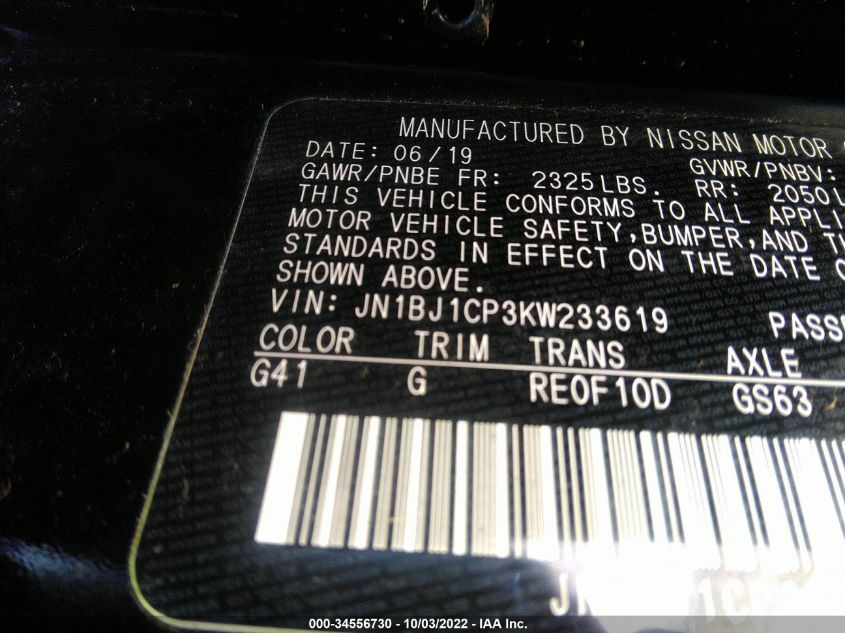 MANUFACTURED BY NISSAN MOTOR
DATE: 06/19 GVWR/PNBV:
GAWR/PNBE FR: 2325LBS. RR: 2050L
THIS VEHICLE CONFORMS TO ALL APPLI
MOTOR VEHICLE SAFETY,BUMPER,AND T
STANDARDS IN EFFECT ON THE DATE O
SHOWN ABOVE.
VIN: JN1BJ1CP3KW233619 PASSE
COLOR TRIM TRANS AXLE
G41 G RE0F10D GS63
000-34556730 - 10/03/2022 - IAA Inc.